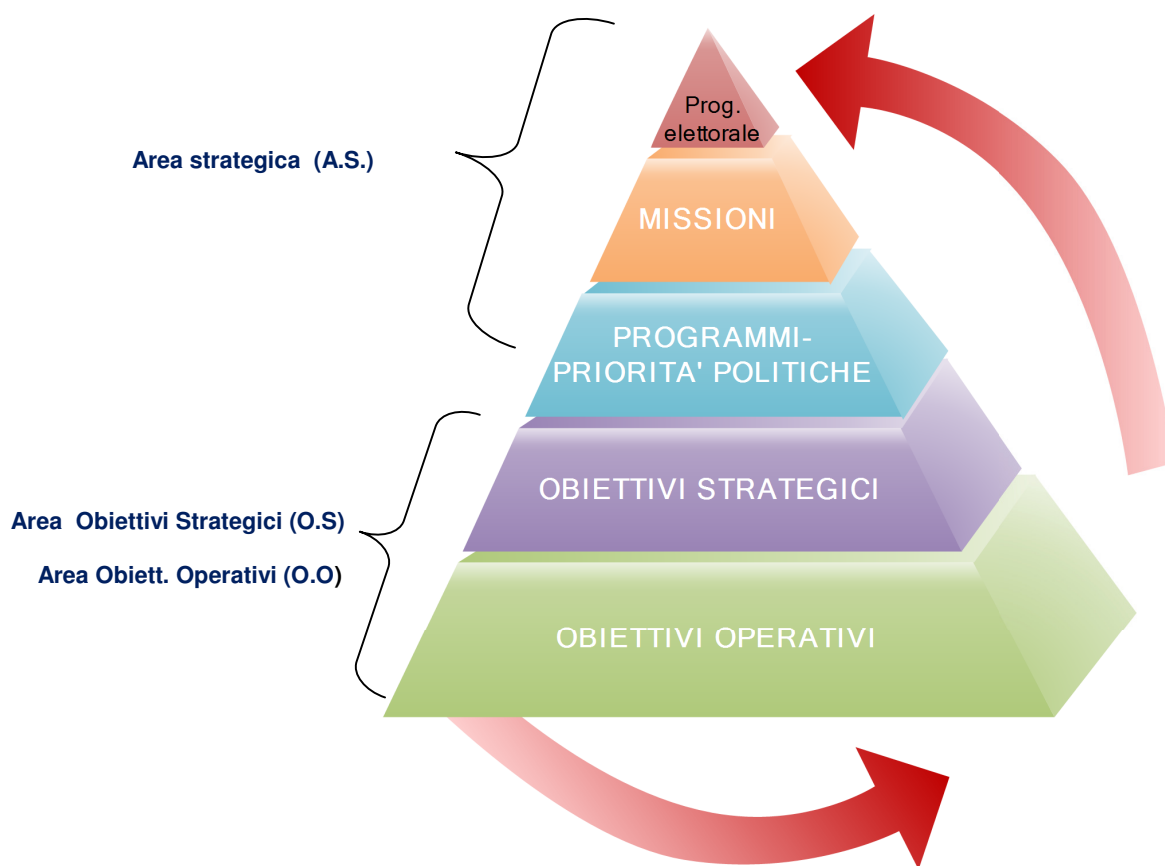 Prog.
elettorale
Area strategica (A.S.)
MISSIONI
PROGRAMMI-
PRIORITA' POLITICHE
OBIETTIVI STRATEGICI
Area Obiettivi Strategici (O.S)
Area Obiett. Operativi (O.O)
OBIETTIVI OPERATIVI